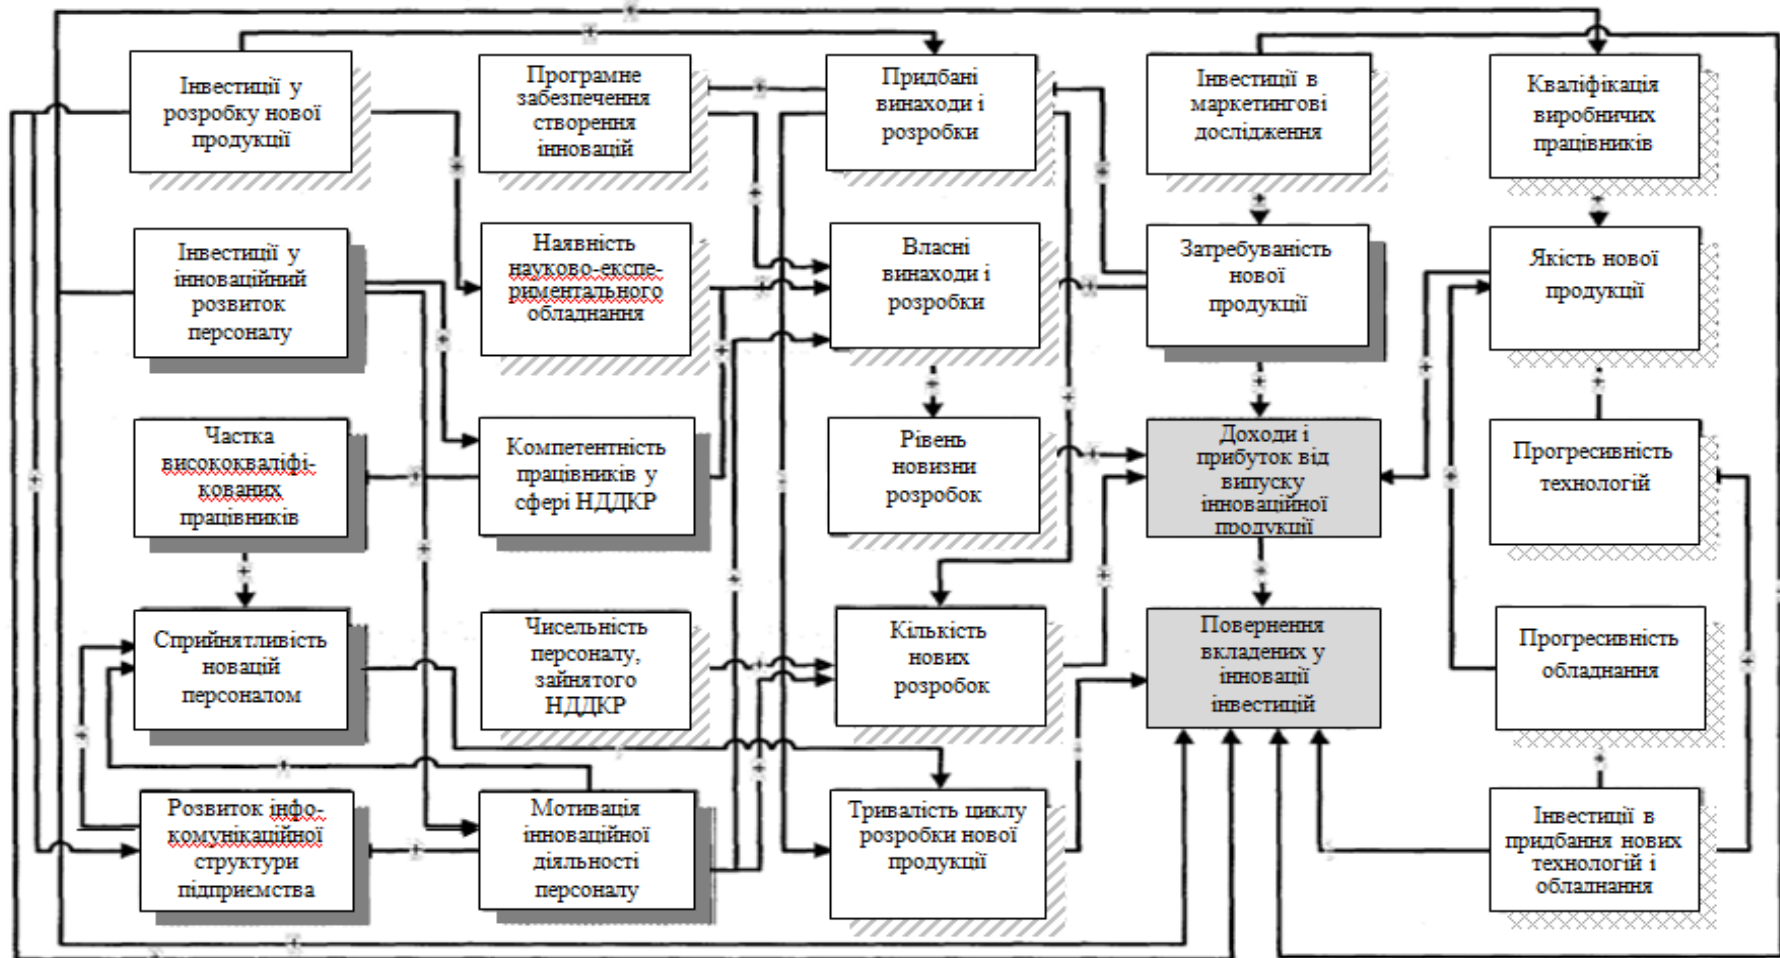 Інвестиції у
розробку нової
продукції
Програмне
забезпечення
створення
інновацій
Придбані
винаходи і
розробки
Інвестиції в
маркетингові
дослідження
Кваліфікація
виробничих
працівників
Інвестиції у
інноваційний
розвиток
персоналу
Наявність
науково-експе-
риментального
обладнання
Власні
винаходи і
розробки
Затребуваність
нової
продукції
Якість нової
продукції
Частка
висококваліфі-
кованих
працівників
Компетентність
працівників у
сфері НДДКР
Рівень
новизни
розробок
Доходи і
прибуток від
випуску
інноваційної
продукції
Прогресивність
технологій
Сприйнятливість
новацій
персоналом
Чисельність
персоналу,
зайнятого
НДДКР
Кількість
нових
розробок
Повернення
вкладених у
інновації
інвестицій
Прогресивність
обладнання
Розвиток інфо-
комунікаційної
структури
підприємства
Мотивація
інноваційної
діяльності
персоналу
Тривалість циклу
розробки нової
продукції
Інвестиції в
придбання нових
технологій і
обладнання